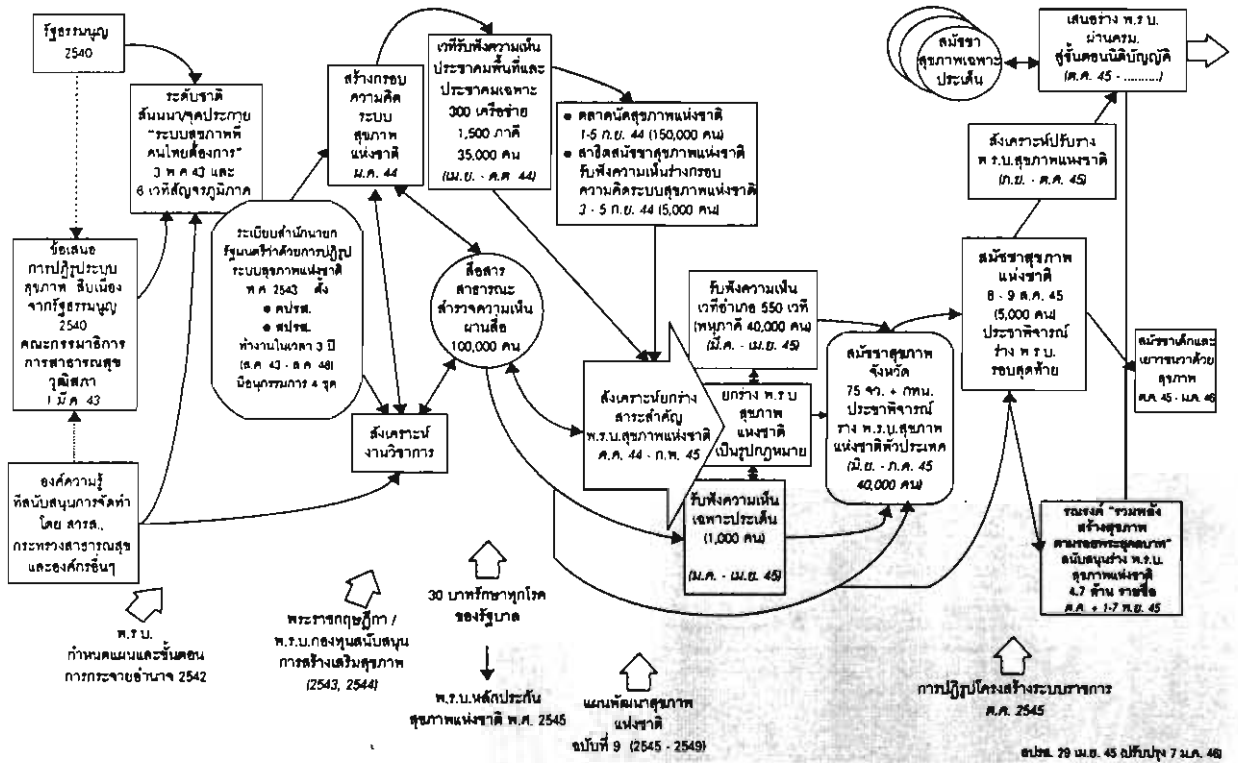 รัฐธรรมนูญ
2540
ระดับชาติ
สัมมนา/จุดประกาย
"ระบบสุขภาพที่
คนไทยต้องการ"
3 พ ค 43 และ
6 เวทีสัญจรภูมิภาค
ข้อเสนอ
การปฏิรูประบบ
สุขภาพ สืบเนื่อง
จากรัฐธรรมนูญ
2540
คณะกรรมาธิการ
การสาธารณสุข
วุฒิสภา
1 มี.ค 43
องค์ความรู้
ที่สนับสนุนการจัดทำ
โดย สวรส.,
กระทรวงสาธารณสุข
และองค์กรอื่นๆ
พ.ร.บ.
กำหนดแผนและขั้นตอน
การกระจายอำนาจ 2542
สร้างกรอบ
ความคิด
ระบบ
สุขภาพ
แห่งชาติ
ม.ค. 44
ระเบียบสำนักนายก
รัฐมนตรีว่าด้วยการปฏิรูป
ระบบสุขภาพแห่งชาติ
พ.ศ 2543 ตั้ง
● คปรส.
● สปรส.
ทำงานในเวลา 3 ปี
(ส.ค 43 - ส ค 46)
มีอนุกรรมการ 4 ชุด
สังเคราะห์
งานวิชาการ
พระราชกฤษฎีกา /
พ.ร.บ.กองทุนสนับสนุน
การสร้างเสริมสุขภาพ
(2543, 2544)
เวทีรับฟังความเห็น
ประชาคมพื้นที่และ
ประชาคมเฉพาะ
300 เครือข่าย
1,500 ภาคี
35,000 คน
(เม.ย. - ต.ค 44)
● ตลาดนัดสุขภาพแห่งชาติ
1-5 ก.ย. 44 (150,000 คน)
● สาธิตสมัชชาสุขภาพแห่งชาติ
รับฟังความเห็นร่างกรอบ
ความคิดระบบสุขภาพแห่งชาติ
3 - 5 ก.ย. 44 (5,000 คน)
สื่อสาร
สาธารณะ
สำรวจความเห็น
ผ่านสื่อ
100,000 คน
30 บาทรักษาทุกโรค
ของรัฐบาล
พ.ร.บ.หลักประกัน
สุขภาพแห่งชาติ พ.ศ. 2545
สังเคราะห์ยกร่าง
สาระสำคัญ
พ.ร.บ.สุขภาพแห่งชาติ
ต.ค. 44 - ก.พ. 45
รับฟังความเห็น
เวทีอำเภอ 550 เวที
(พหุภาคี 40,000 คน)
(มี.ค. - เม.ย. 45)
ยกร่าง พ.ร บ
สุขภาพ
แห่งชาติ
เป็นรูปกฎหมาย
รับฟังความเห็น
เฉพาะประเด็น
(1,000 คน)
(ม.ค. - เม.ย. 45)
แผนพัฒนาสุขภาพ
แห่งชาติ
ฉบับที่ 9 (2545 - 2549)
สมัชชาสุขภาพ
จังหวัด
75 จว. + กทม.
ประชาพิจารณ์
ร่าง พ.ร.บ.สุขภาพ
แห่งชาติทั่วประเทศ
(มิ.ย. - ก.ค. 45
40,000 คน)
สมัชชา
สุขภาพเฉพาะ
ประเด็น
เสนอร่าง พ.ร บ.
ผ่านครม.
สู่ขั้นตอนนิติบัญญัติ
(ต.ค. 45 - ..........)
สังเคราะห์ปรับร่าง
พ ร.บ.สุขภาพแห่งชาติ
(ก.ย. - ต.ค. 45)
สมัชชาสุขภาพ
แห่งชาติ
8 - 9 ส.ค. 45
(5,000 คน)
ประชาพิจารณ์
ร่าง พ ร บ.
รอบสุดท้าย
สมัชชาเด็กและ
เยาวชนว่าด้วย
สุขภาพ
ต.ค. 45 - ม.ค. 46
รณรงค์ "รวมพลัง
สร้างสุขภาพ
ตามรอยพระยุคลบาท"
สนับสนุนร่าง พ.ร.บ.
สุขภาพแห่งชาติ
4.7 ล้าน รายชื่อ
ต.ค. + 1-7 พ.ย. 45
การปฏิรูปโครงสร้างระบบราชการ
ต.ค. 2545
สปรส. 29 เม.ย. 45 (ปรับปรุง 7 ม.ค. 46)